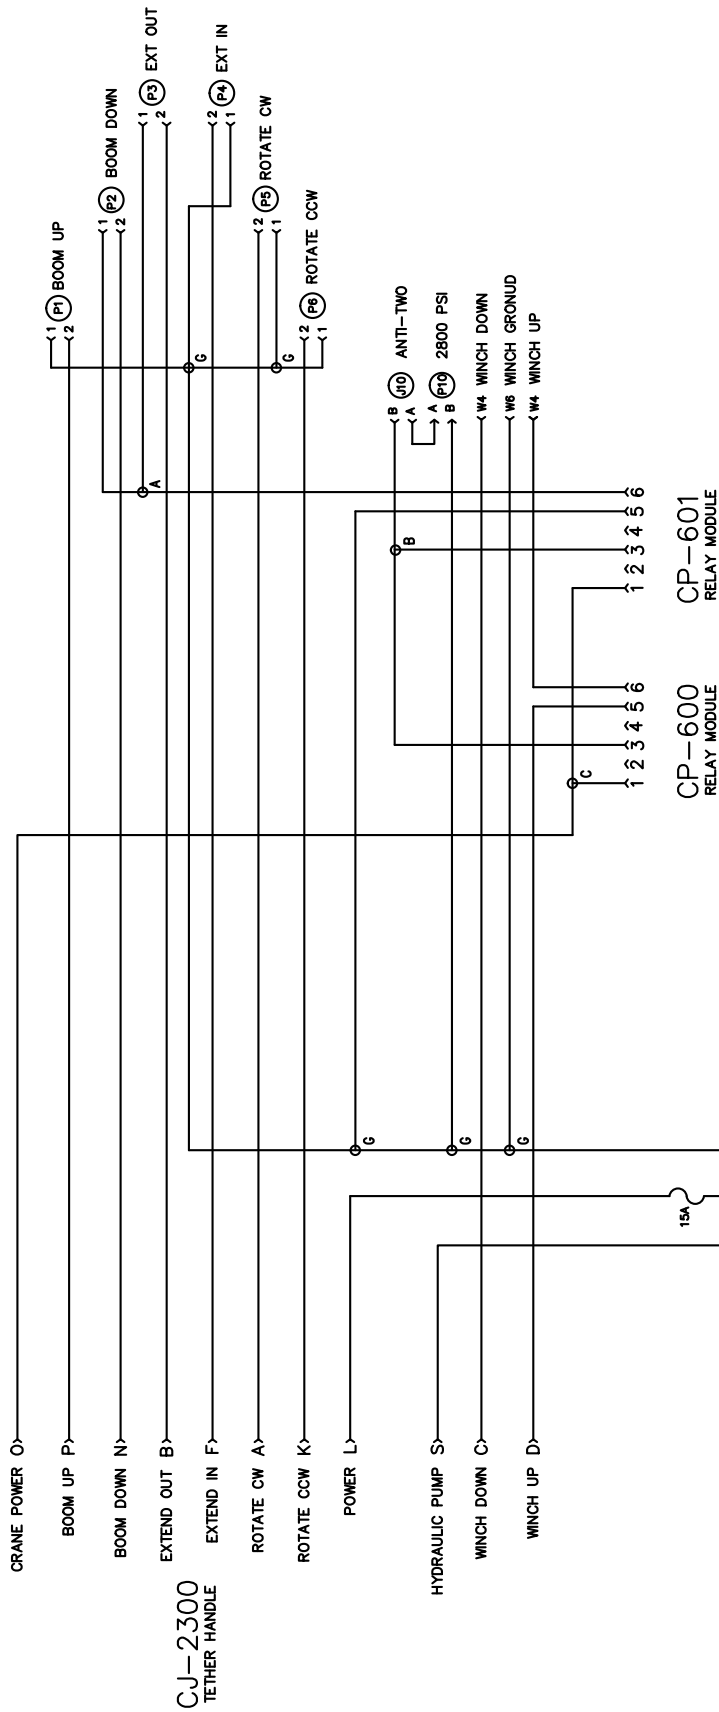 CJ-2300
TETHER HANDLE
CRANE POWER O
BOOM UP P
BOOM DOWN N
EXTEND OUT B
EXTEND IN F
ROTATE CW A
ROTATE CCW K
POWER L
HYDRAULIC PUMP S
WINCH DOWN C
WINCH UP D
1
2
P1 BOOM UP
1
2
P2 BOOM DOWN
1
2
P3 EXT OUT
2
1
P4 EXT IN
2
1
P5 ROTATE CW
2
1
P6 ROTATE CCW
G
G
A
B
A
J10 ANTI-TWO
A
B
P10 2800 PSI
W4 WINCH DOWN
W6 WINCH GRONUD
W4 WINCH UP
B
C
G
G
G
15A
1 2 3 4 5 6
CP-600
RELAY MODULE
1 2 3 4 5 6
CP-601
RELAY MODULE